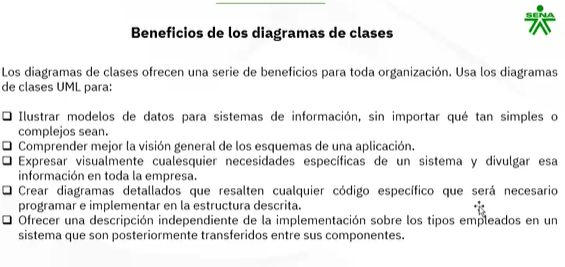 SENA
Beneficios de los diagramas de clases
Los diagramas de clases ofrecen una serie de beneficios para toda organización. Usa los diagramas
de clases UML para:
❑ Ilustrar modelos de datos para sistemas de información, sin importar qué tan simples o
complejos sean.
❑ Comprender mejor la visión general de los esquemas de una aplicación.
❑ Expresar visualmente cualesquier necesidades específicas de un sistema y divulgar esa
información en toda la empresa.
❑ Crear diagramas detallados que resalten cualquier código específico que será necesario
programar e implementar en la estructura descrita.
❑ Ofrecer una descripción independiente de la implementación sobre los tipos empleados en un
sistema que son posteriormente transferidos entre sus componentes.